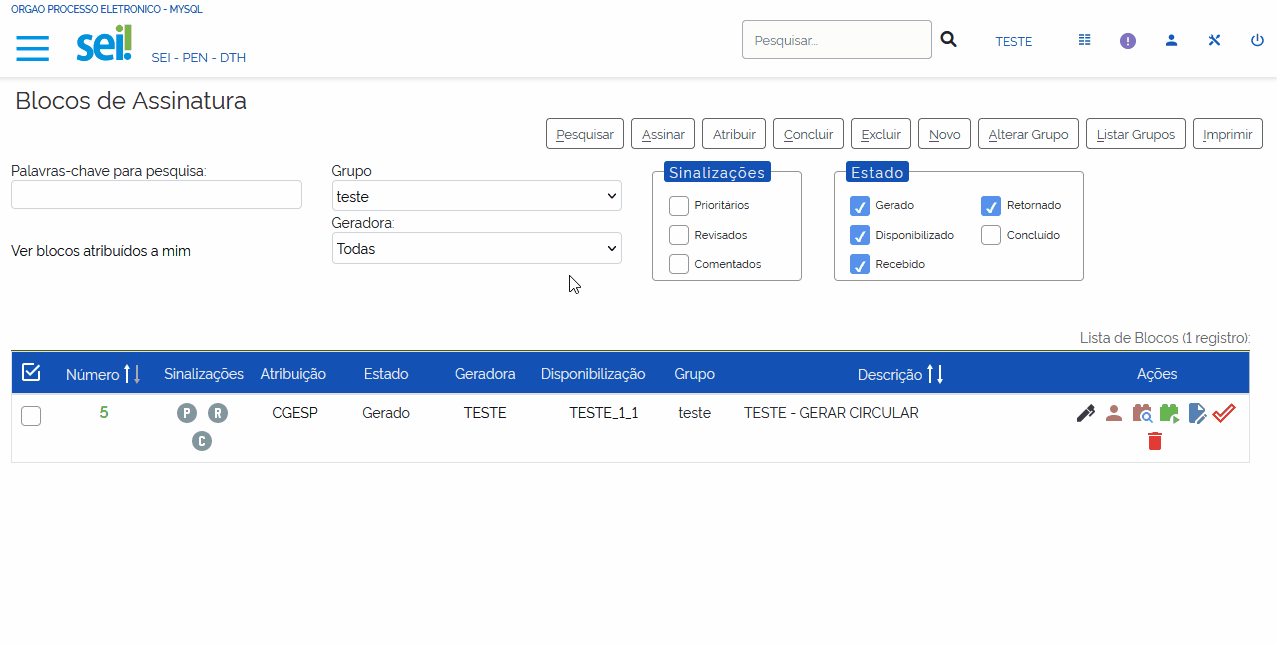 ORGAO PROCESSO ELETRONICO - MYSQL
sei!
SEI - PEN - DTH
Pesquisar...
TESTE
Blocos de Assinatura
Pesquisar Assinar Atribuir Concluir Excluir Novo Alterar Grupo Listar Grupos Imprimir
Palavras-chave para pesquisa:
Grupo
teste
Geradora:
Todas
Ver blocos atribuídos a mim
Sinalizações
Prioritários
Revisados
Comentados
Estado
Gerado Retornado
Disponibilizado Concluído
Recebido
Lista de Blocos (1 registro):
Número Sinalizações Atribuição Estado Geradora Disponibilização Grupo Descrição Ações
5 P R CGESP Gerado TESTE TESTE_1_1 teste TESTE - GERAR CIRCULAR
C